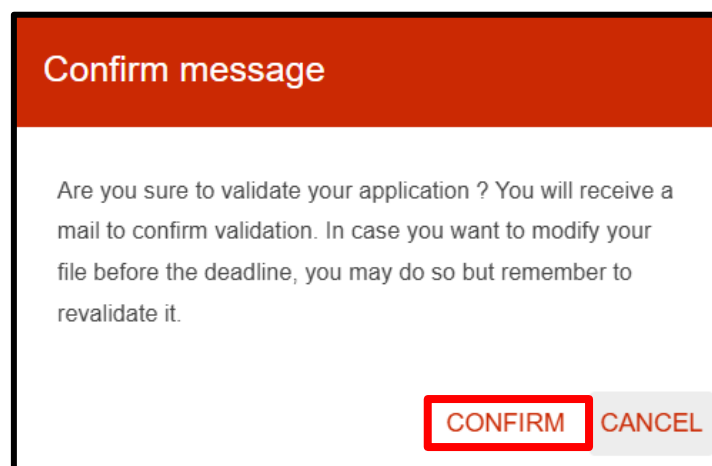 Confirm message
Are you sure to validate your application ? You will receive a
mail to confirm validation. In case you want to modify your
file before the deadline, you may do so but remember to
revalidate it.
CONFIRM CANCEL